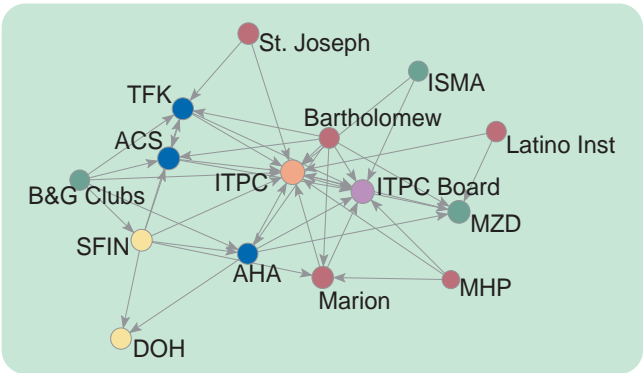 St. Joseph
ISMA
TFK
Bartholomew
ACS
Latino Inst
ITPC
ITPC Board
B&G Clubs
MZD
SFIN
AHA
Marion
MHP
DOH